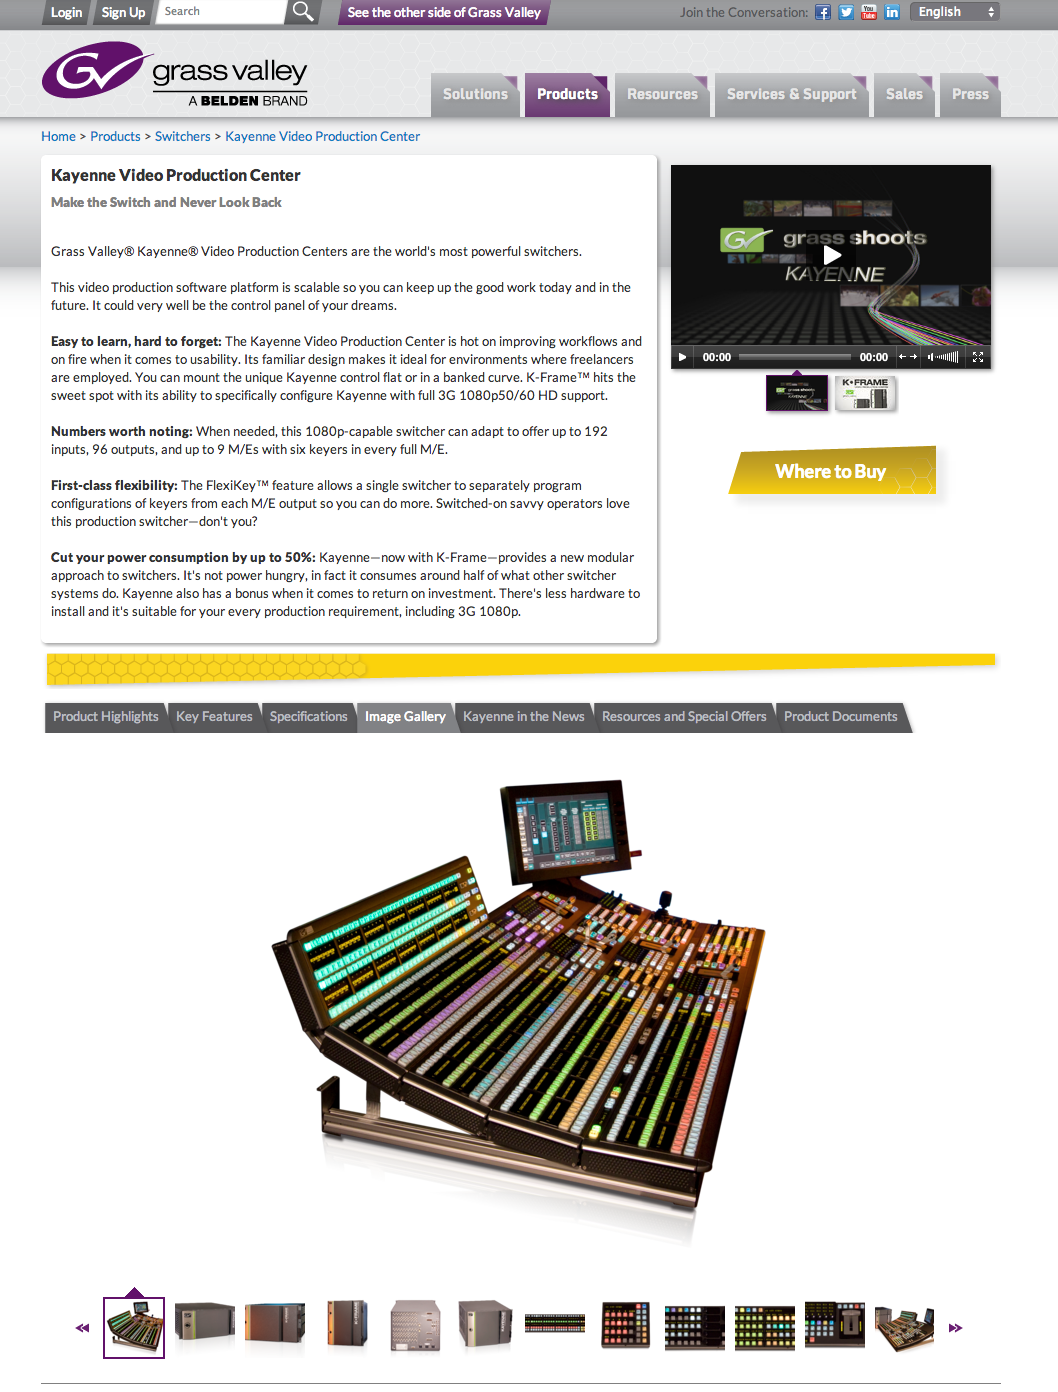 Login
Sign Up
Search
See the other side of Grass Valley
Join the Conversation:
You
Tube
English
GV
grass valley
A BELDEN BRAND
Solutions
Products
Resources
Services & Support
Sales
Press
Home > Products > Switchers > Kayenne Video Production Center
Kayenne Video Production Center
Make the Switch and Never Look Back
Grass Valley® Kayenne® Video Production Centers are the world's most powerful switchers.
This video production software platform is scalable so you can keep up the good work today and in the
future. It could very well be the control panel of your dreams.
Easy to learn, hard to forget: The Kayenne Video Production Center is hot on improving workflows and
on fire when it comes to usability. Its familiar design makes it ideal for environments where freelancers
are employed. You can mount the unique Kayenne control flat or in a banked curve. K-Frame™ hits the
sweet spot with its ability to specifically configure Kayenne with full 3G 1080p50/60 HD support.
Numbers worth noting: When needed, this 1080p-capable switcher can adapt to offer up to 192
inputs, 96 outputs, and up to 9 M/Es with six keyers in every full M/E.
First-class flexibility: The FlexiKey™ feature allows a single switcher to separately program
configurations of keyers from each M/E output so you can do more. Switched-on savvy operators love
this production switcher—don't you?
Cut your power consumption by up to 50%: Kayenne—now with K-Frame—provides a new modular
approach to switchers. It's not power hungry, in fact it consumes around half of what other switcher
systems do. Kayenne also has a bonus when it comes to return on investment. There's less hardware to
install and it's suitable for your every production requirement, including 3G 1080p.
GV grass shoots
KAYENNE
00:00
00:00
K-FRAME
Where to Buy
Product Highlights
Key Features
Specifications
Image Gallery
Kayenne in the News
Resources and Special Offers
Product Documents